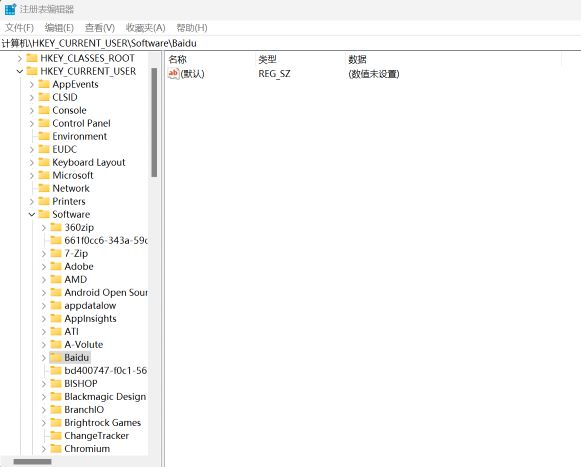 注册表编辑器
文件(F) 编辑(E) 查看(V) 收藏夹(A) 帮助(H)
计算机\HKEY_CURRENT_USER\Software\Baidu
名称 类型 数据
ab (默认) REG_SZ (数值未设置)
HKEY_CLASSES_ROOT
HKEY_CURRENT_USER
AppEvents
CLSID
Console
Control Panel
Environment
EUDC
Keyboard Layout
Microsoft
Network
Printers
Software
360zip
661f0cc6-343a-59c
7-Zip
Adobe
AMD
Android Open Sour
appdatalow
AppInsights
ATI
A-Volute
Baidu
bd400747-f0c1-56
BISHOP
Blackmagic Design
BranchIO
Brightrock Games
ChangeTracker
Chromium